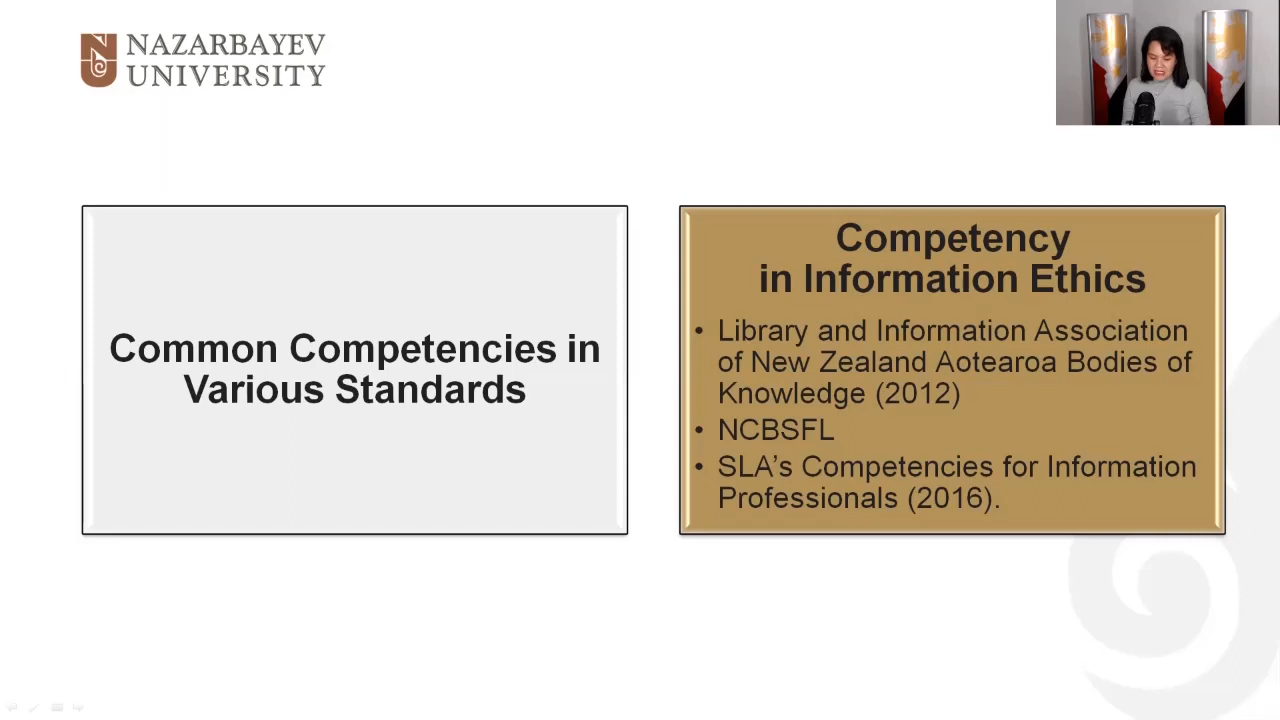 NAZARBAYEV
UNIVERSITY
Common Competencies in
Various Standards
Competency
in Information Ethics
• Library and Information Association
of New Zealand Aotearoa Bodies of
Knowledge (2012)
• NCBSFL
• SLA’s Competencies for Information
Professionals (2016).